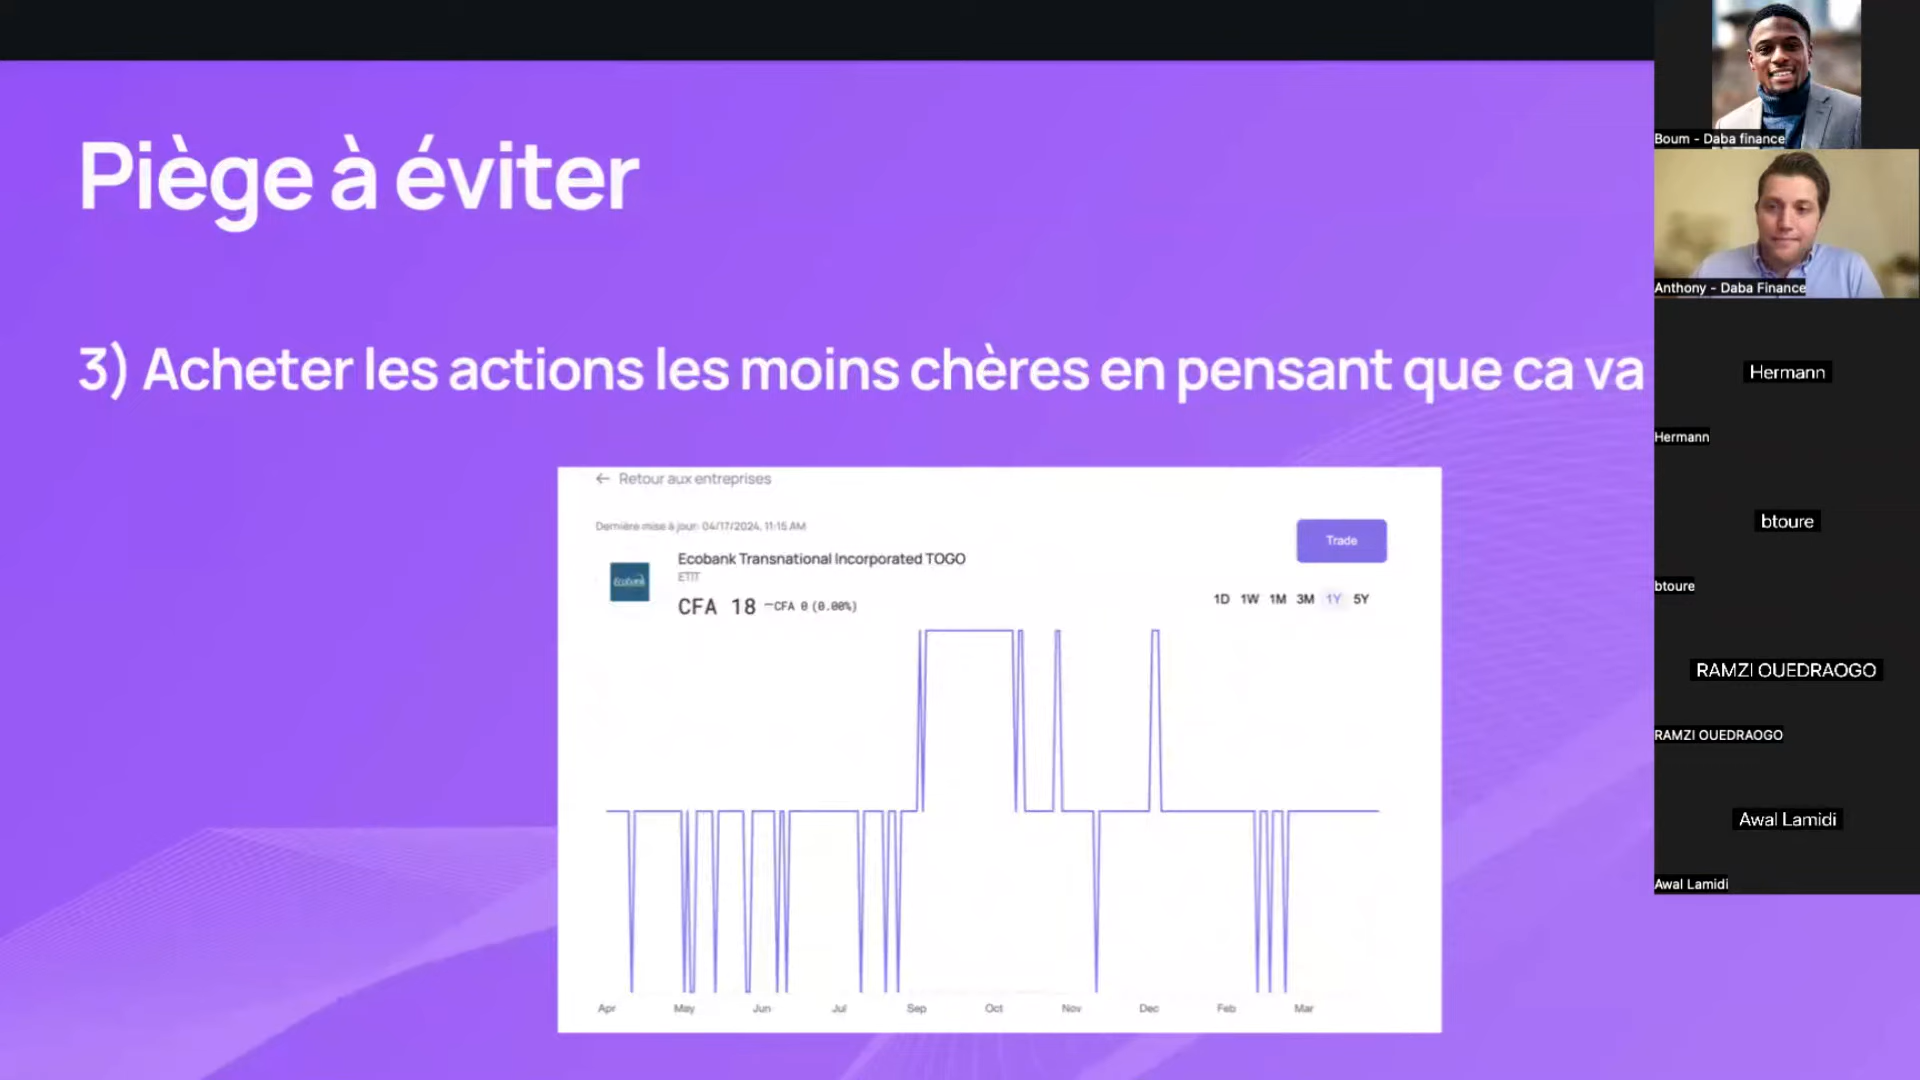 Piège à éviter
3) Acheter les actions les moins chères en pensant que ca va
← Retour aux entreprises
Dernière mise à jour: 04/17/2024, 11:15 AM
Trade
Ecobank
Ecobank Transnational Incorporated TOGO
ETIT
CFA 18 —CFA 0 (0.00%)
1D 1W 1M 3M 1Y 5Y
Apr May Jun Jul Sep Oct Nov Dec Feb Mar
Boum - Daba finance
Anthony - Daba Finance
Hermann
Hermann
btoure
btoure
RAMZI OUEDRAOGO
RAMZI OUEDRAOGO
Awal Lamidi
Awal Lamidi